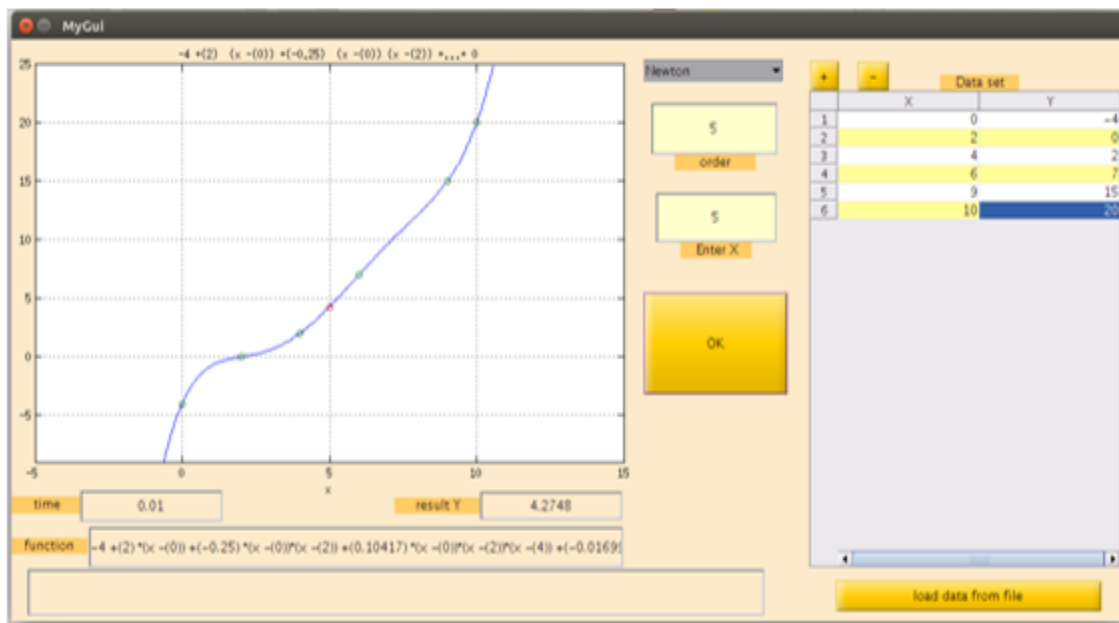 MyGui
-4 +(2) (x -(0)) +(-0.25) (x -(0)) (x -(2)) +...+ 0
25
20
15
10
5
0
-5
-5 0 5 10 15
x
Newton
5
order
5
Enter X
OK
+ -
Data set
X Y
1 0 -4
2 2 0
3 4 2
4 6 7
5 9 15
6 10 20
time 0.01 result Y 4.2748
function -4 +(2) *(x -(0)) +(-0.25) *(x -(0))*(x -(2)) +(0.10417) *(x -(0))*(x -(2))*(x -(4)) +(-0.0169
load data from file